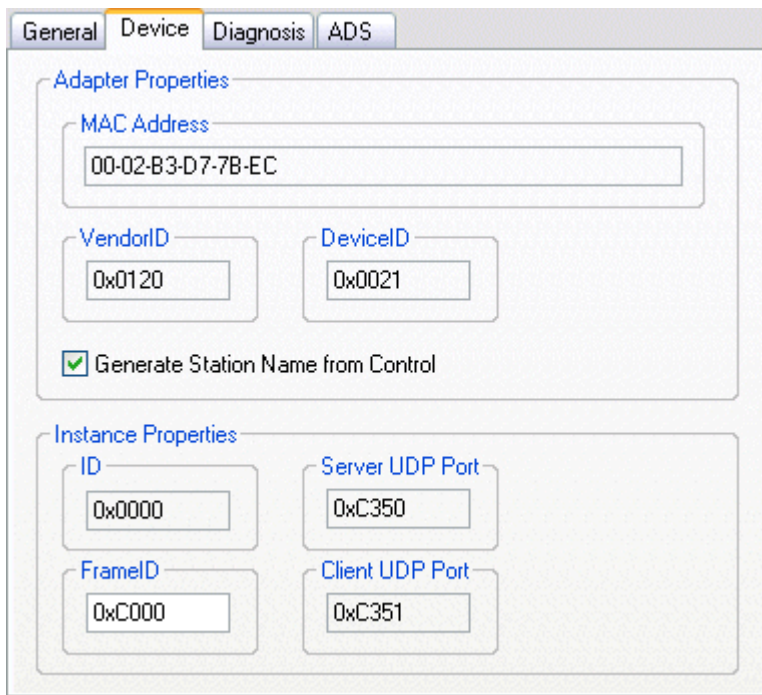 General Device Diagnosis ADS
Adapter Properties
MAC Address
00-02-B3-D7-7B-EC
VendorID DeviceID
0x0120 0x0021
Generate Station Name from Control
Instance Properties
ID Server UDP Port
0x0000 0xC350
FrameID Client UDP Port
0xC000 0xC351